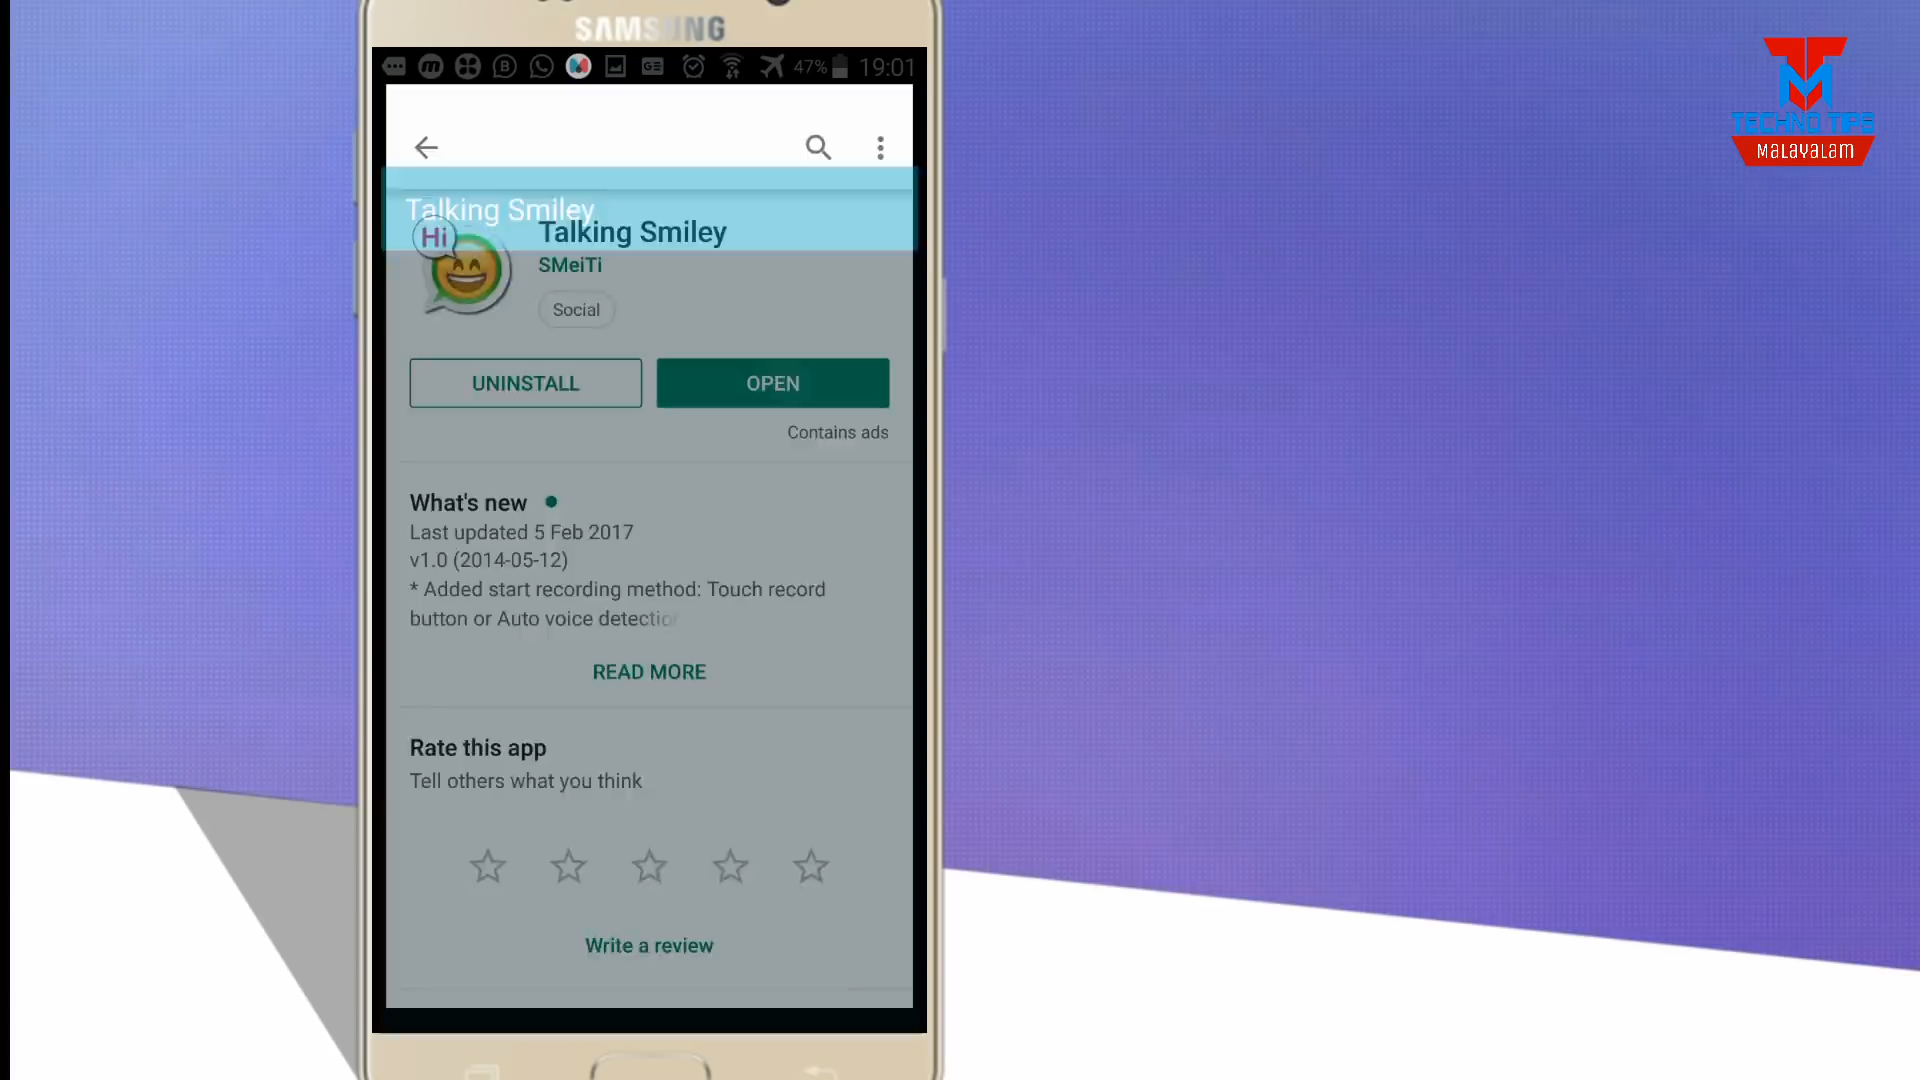 SAMSUNG
47% 19:01
TECHNO TIPS
Malayalam
Talking Smiley
Hi
Talking Smiley
SMeiTi
Social
UNINSTALL OPEN
Contains ads
What's new
Last updated 5 Feb 2017
v1.0 (2014-05-12)
* Added start recording method: Touch record
button or Auto voice detection
READ MORE
Rate this app
Tell others what you think
Write a review